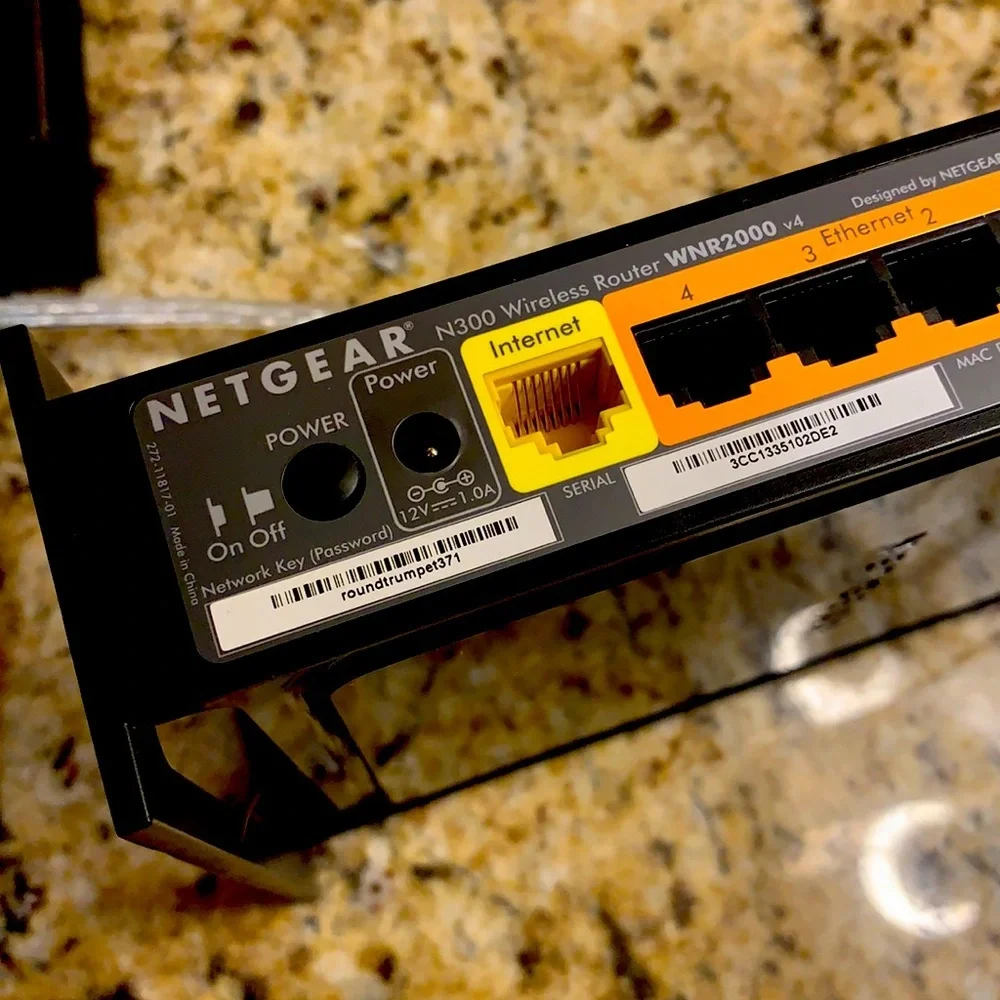 NETGEAR®
N300 Wireless Router WNR2000 v4
Designed by NETGEAR
POWER
On Off
Power
12V 1.0A
Internet
Ethernet
4
3
2
Network Key (Password)
roundtrumpet371
SERIAL
3CC1335102DE2
MAC
272-11817-01 Made in China